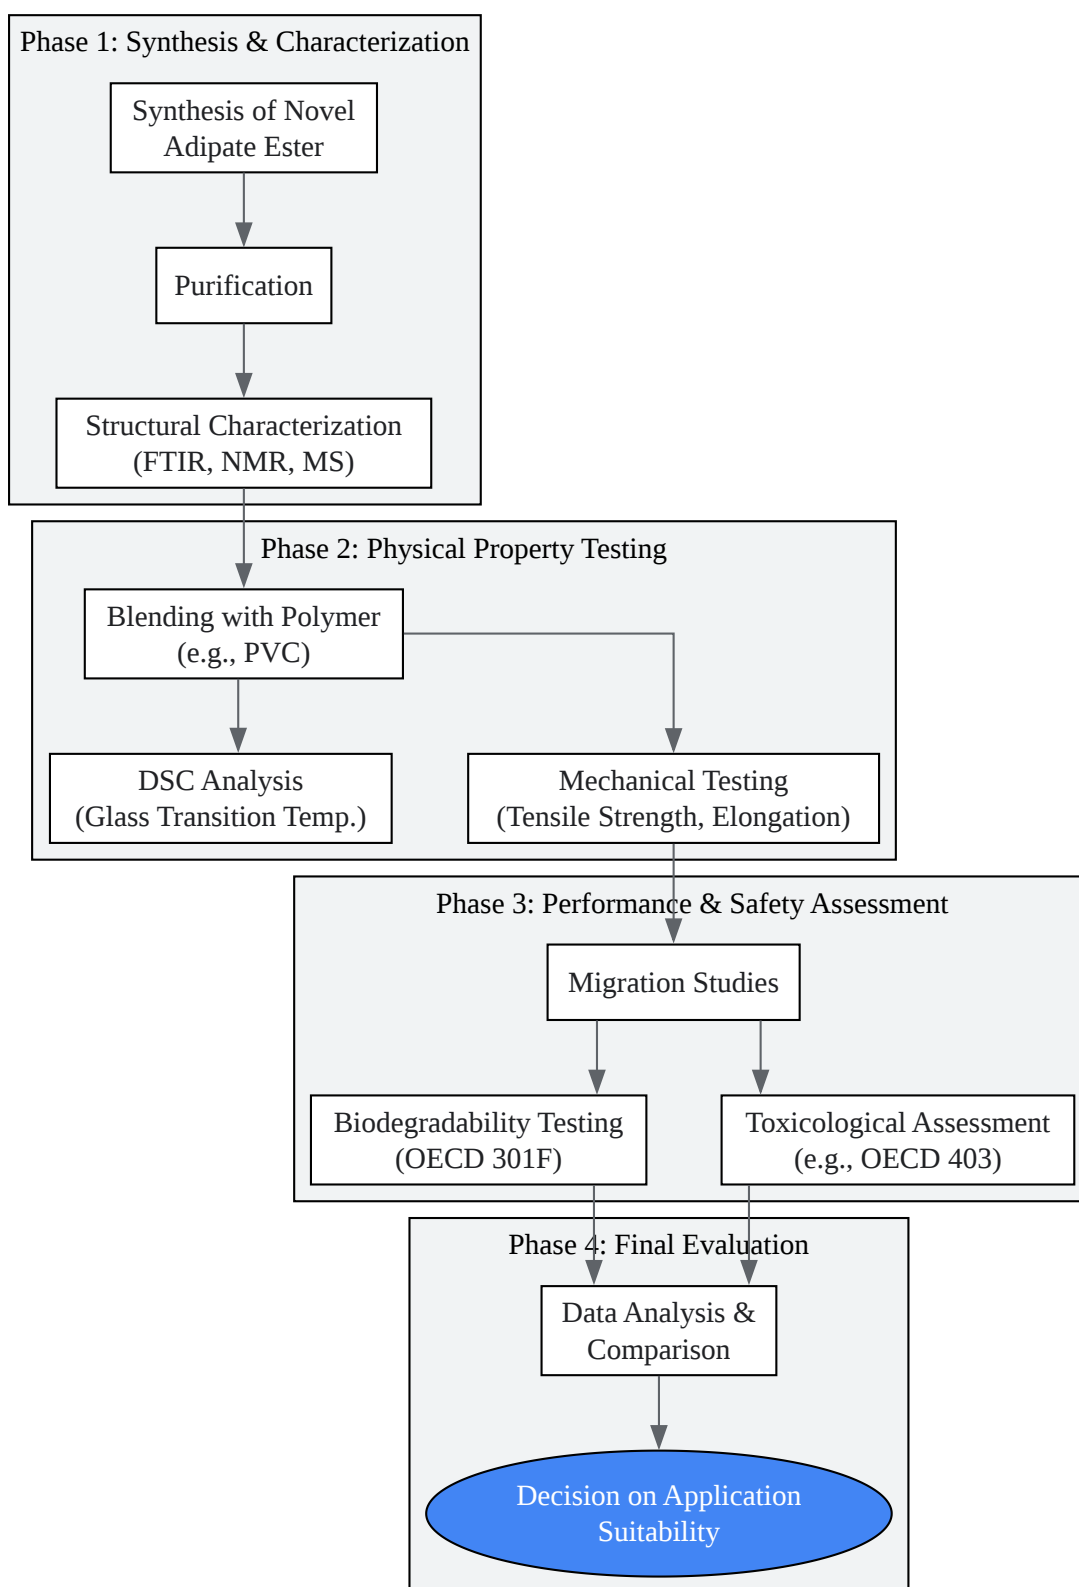 Phase 1: Synthesis & Characterization
Synthesis of Novel
Adipate Ester
Purification
Structural Characterization
(FTIR, NMR, MS)
Phase 2: Physical Property Testing
Blending with Polymer
(e.g., PVC)
DSC Analysis
(Glass Transition Temp.)
Mechanical Testing
(Tensile Strength, Elongation)
Phase 3: Performance & Safety Assessment
Migration Studies
Biodegradability Testing
(OECD 301F)
Toxicological Assessment
(e.g., OECD 403)
Phase 4: Final Evaluation
Data Analysis &
Comparison
Decision on Application
Suitability